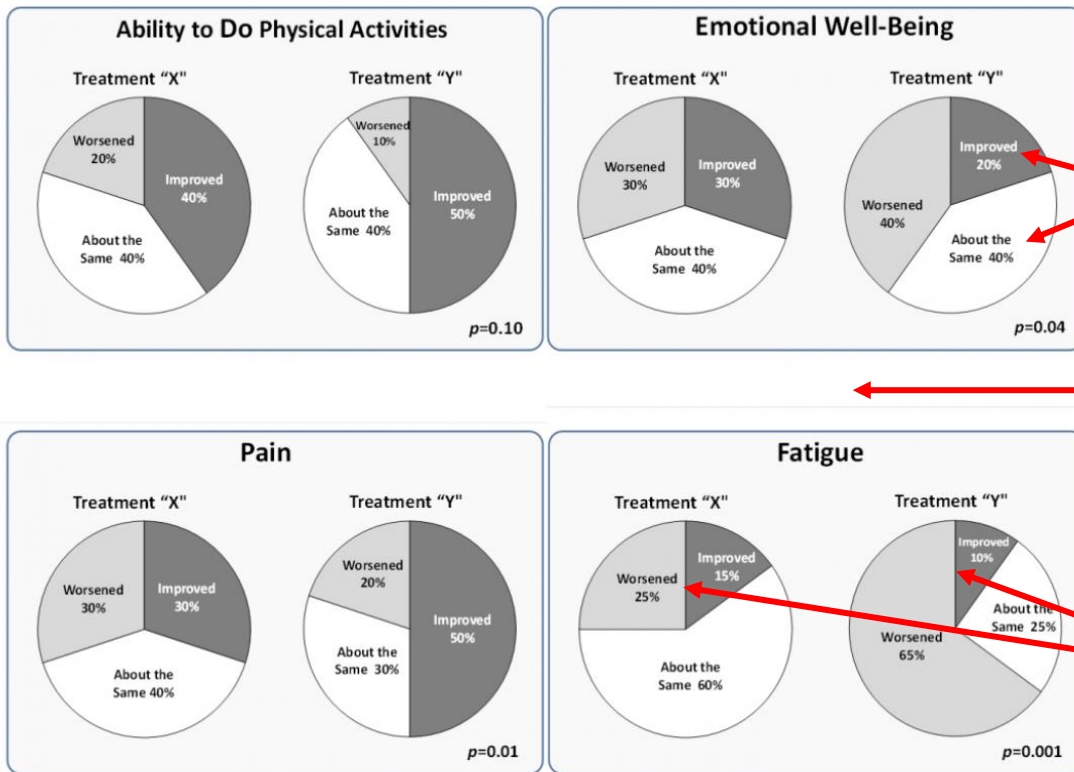 Ability to Do Physical Activities
Treatment “X"
Worsened
20%
Improved
40%
About the
Same 40%
Treatment “Y"
Worsened
10%
Improved
50%
About the
Same 40%
p=0.10
Emotional Well-Being
Treatment “X"
Worsened
30%
Improved
30%
About the
Same 40%
Treatment “Y"
Improved
20%
Worsened
40%
About the
Same 40%
p=0.04
Pain
Treatment “X"
Worsened
30%
Improved
30%
About the
Same 40%
Treatment “Y"
Worsened
20%
Improved
50%
About the
Same 30%
p=0.01
Fatigue
Treatment “X"
Worsened
25%
Improved
15%
About the
Same 60%
Treatment “Y"
Improved
10%
About the
Same 25%
Worsened
65%
p=0.001